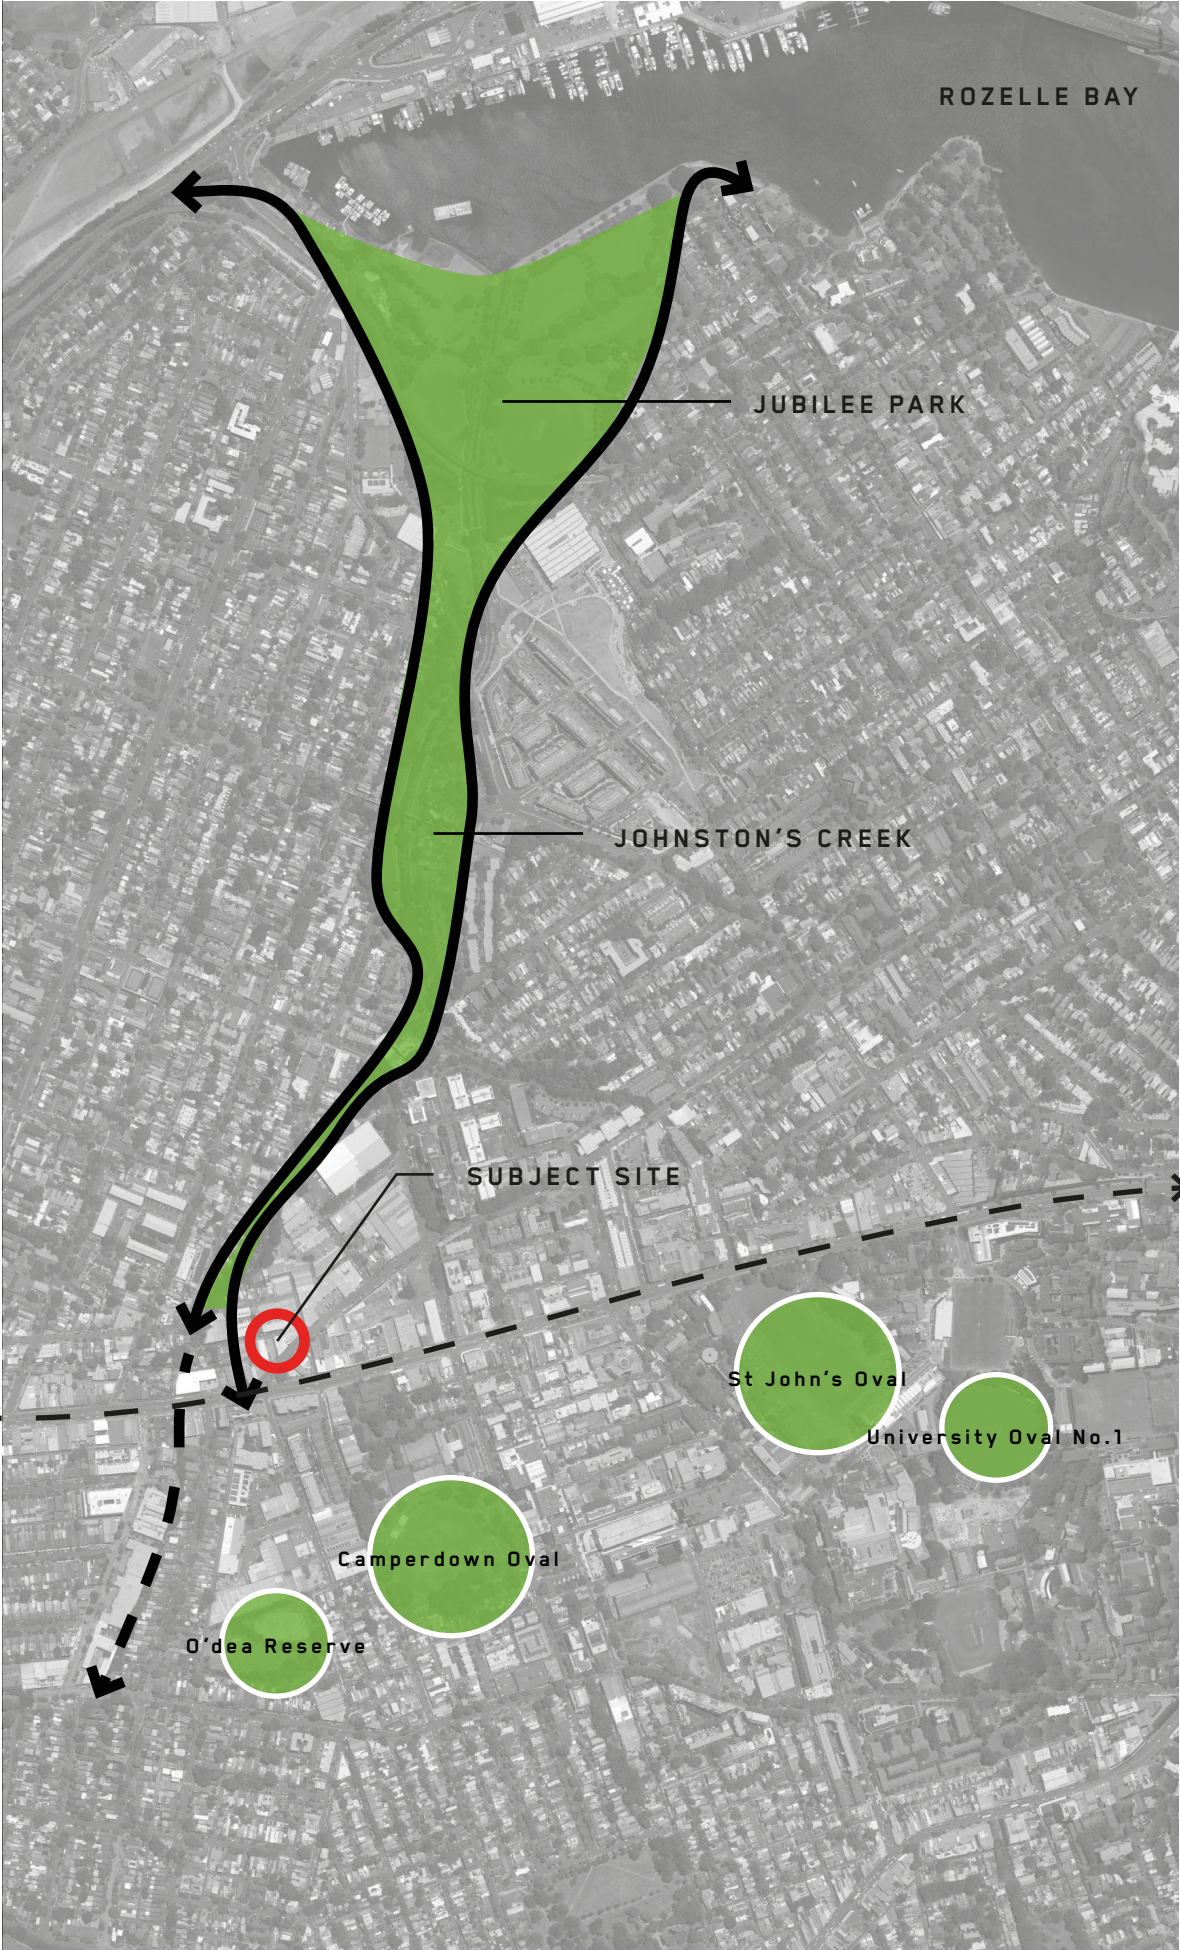 ROZELLE BAY
JUBILEE PARK
JOHNSTON'S CREEK
SUBJECT SITE
St John's Oval
University Oval No.1
Camperdown Oval
O'dea Reserve